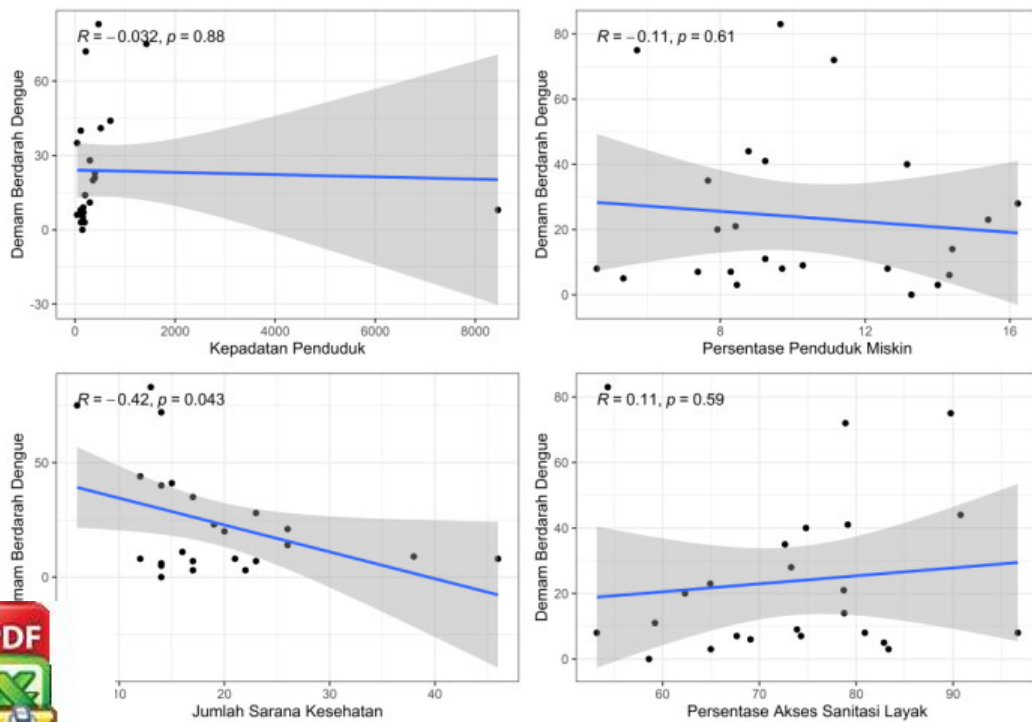 R = −0.032, p = 0.88
Demam Berdarah Dengue
60
30
0
-30
0 2000 4000 6000 8000
Kepadatan Penduduk
R = −0.11, p = 0.61
Demam Berdarah Dengue
80
60
40
20
0
8 12 16
Persentase Penduduk Miskin
R = −0.42, p = 0.043
mam Berdarah Dengue
50
0
10 20 30 40
Jumlah Sarana Kesehatan
R = 0.11, p = 0.59
Demam Berdarah Dengue
80
60
40
20
0
60 70 80 90
Persentase Akses Sanitasi Layak
PDF